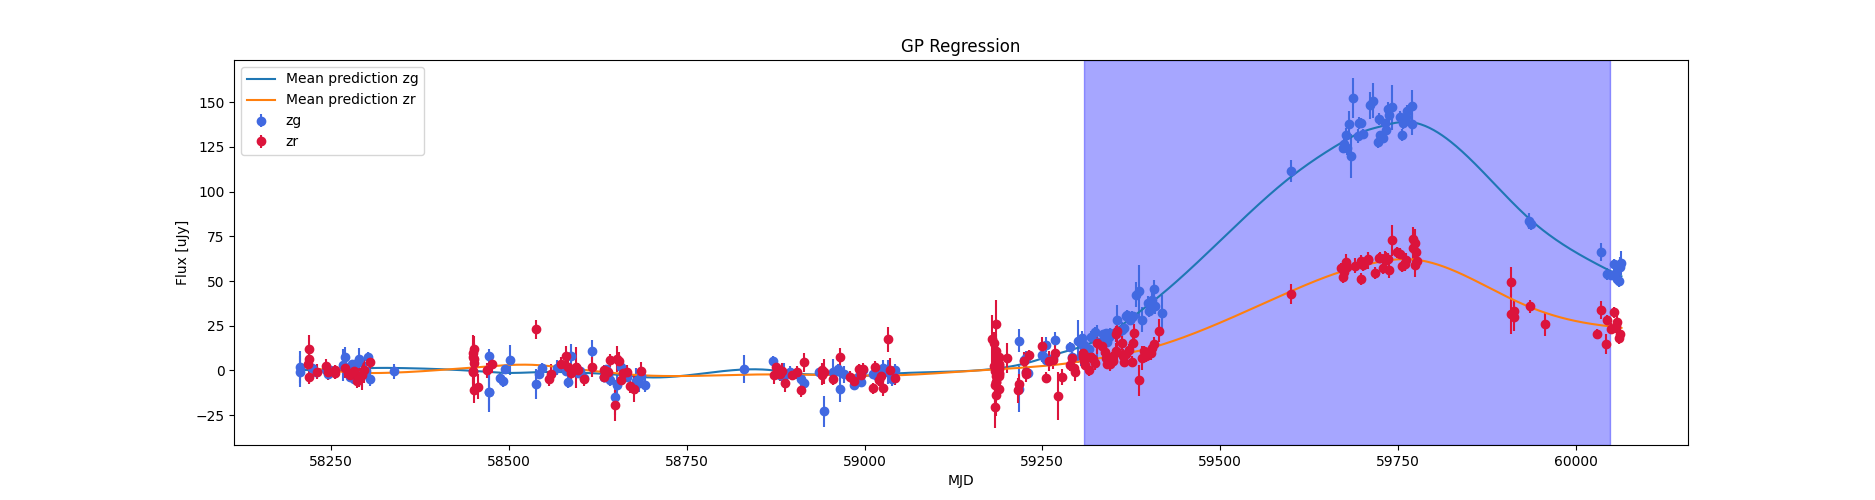 GP Regression
Mean prediction zg
Mean prediction zr
zg
zr
Flux [uJy]
150
125
100
75
50
25
0
−25
58250 58500 58750 59000 59250 59500 59750 60000
MJD